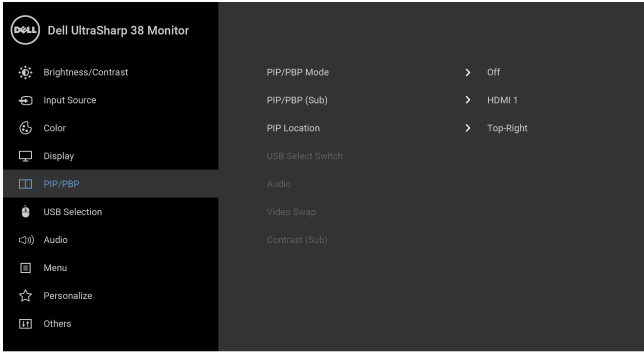 DELL Dell UltraSharp 38 Monitor
Brightness/Contrast
Input Source
Color
Display
PIP/PBP
USB Selection
Audio
Menu
Personalize
Others
PIP/PBP Mode > Off
PIP/PBP (Sub) > HDMI 1
PIP Location > Top-Right
USB Select Switch
Audio
Video Swap
Contrast (Sub)